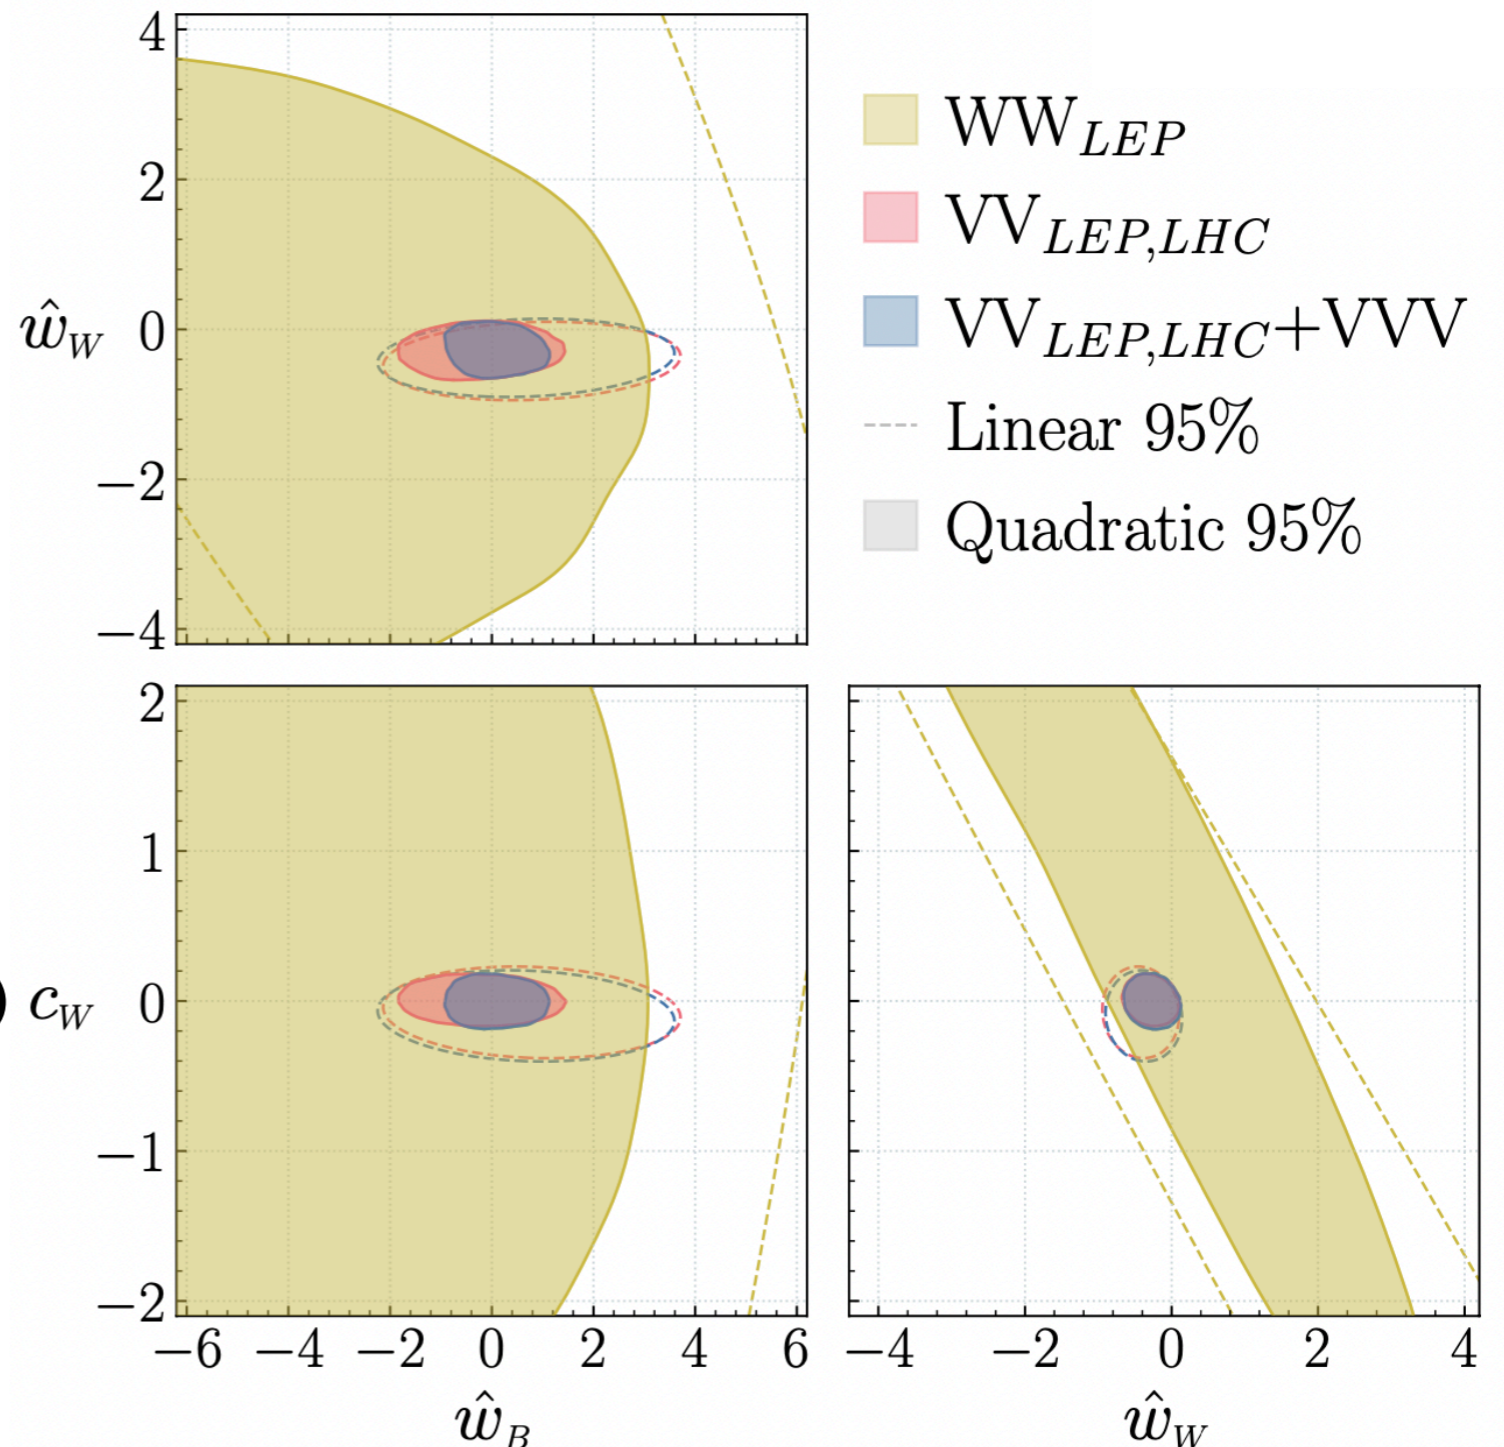 4
2
0
−2
−4
ŵ_W
WW_LEP
VV_LEP,LHC
VV_LEP,LHC+VVV
Linear 95%
Quadratic 95%
2
1
0
−1
−2
) c_W
−6 −4 −2 0 2 4 6
−4 −2 0 2 4
ŵ_B
ŵ_W